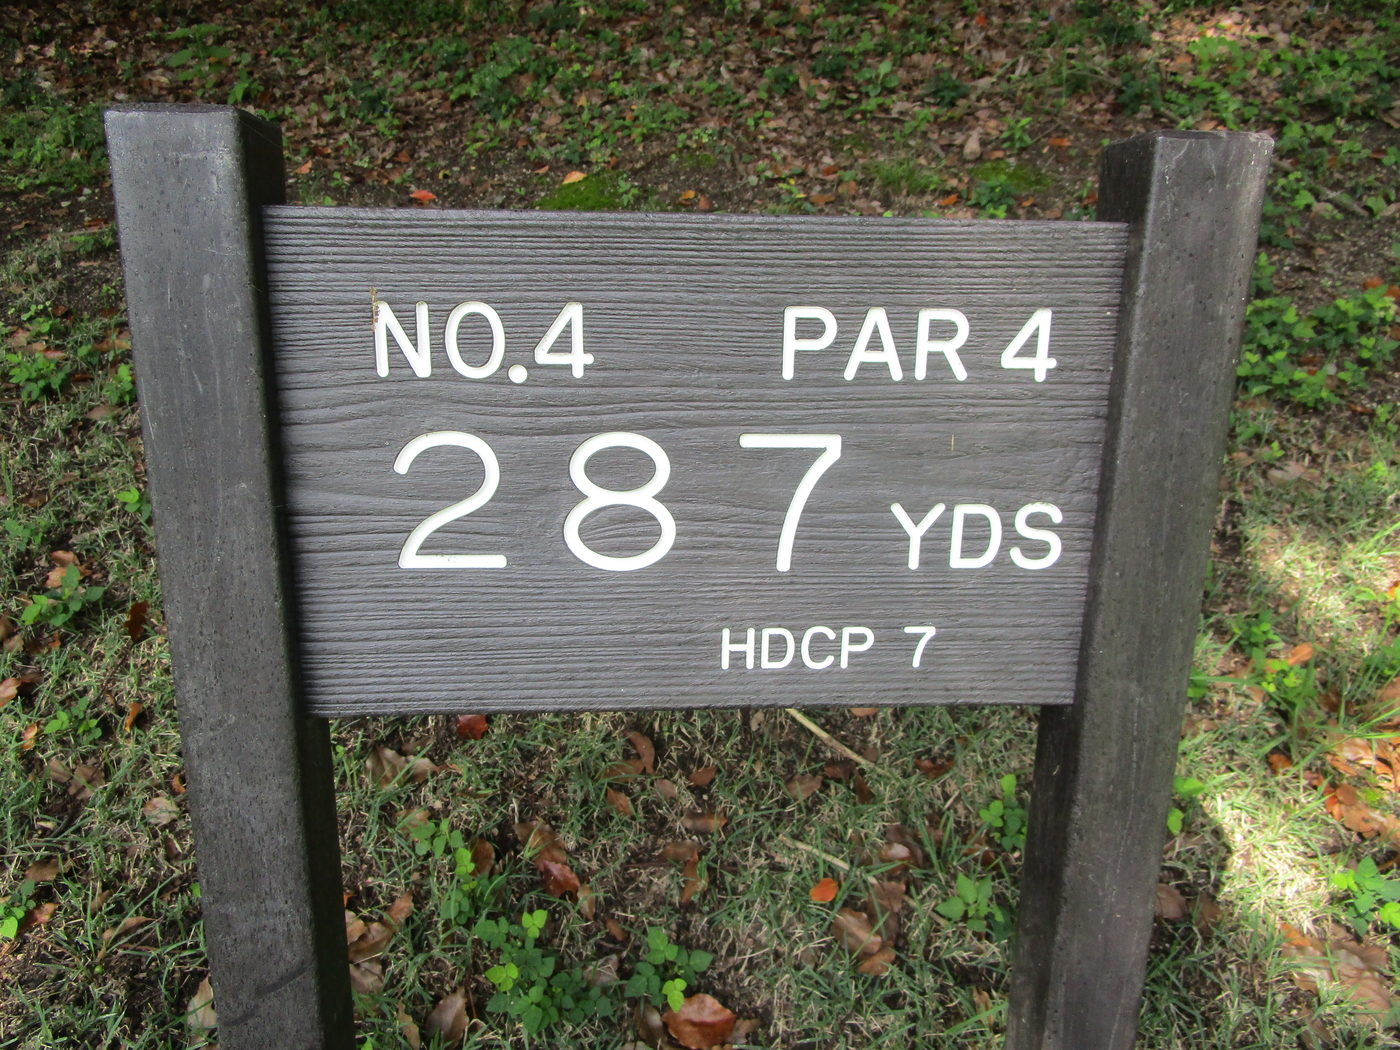 NO.4 PAR 4
287 YDS
HDCP 7